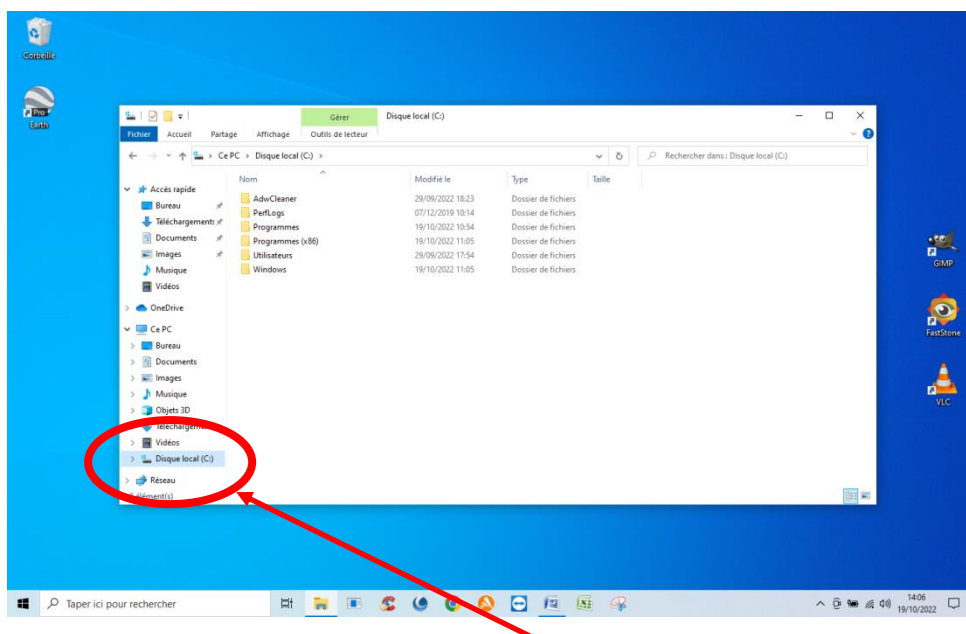 Corbeille
Pro
Earth
Gérer
Disque local (C:)
Fichier Accueil Partage Affichage Outils de lecteur
Ce PC › Disque local (C:) ›
Rechercher dans : Disque local (C:)
Nom Modifié le Type Taille
Accès rapide
Bureau
Téléchargements
Documents
Images
Musique
Vidéos
OneDrive
Ce PC
Bureau
Documents
Images
Musique
Objets 3D
Vidéos
Disque local (C:)
Réseau
élément(s)
AdwCleaner 29/09/2022 18:23 Dossier de fichiers
PerfLogs 07/12/2019 10:14 Dossier de fichiers
Programmes 19/10/2022 10:54 Dossier de fichiers
Programmes (x86) 19/10/2022 11:05 Dossier de fichiers
Utilisateurs 29/09/2022 17:54 Dossier de fichiers
Windows 19/10/2022 11:05 Dossier de fichiers
GIMP
FastStone
VLC
Taper ici pour rechercher
14:06
19/10/2022